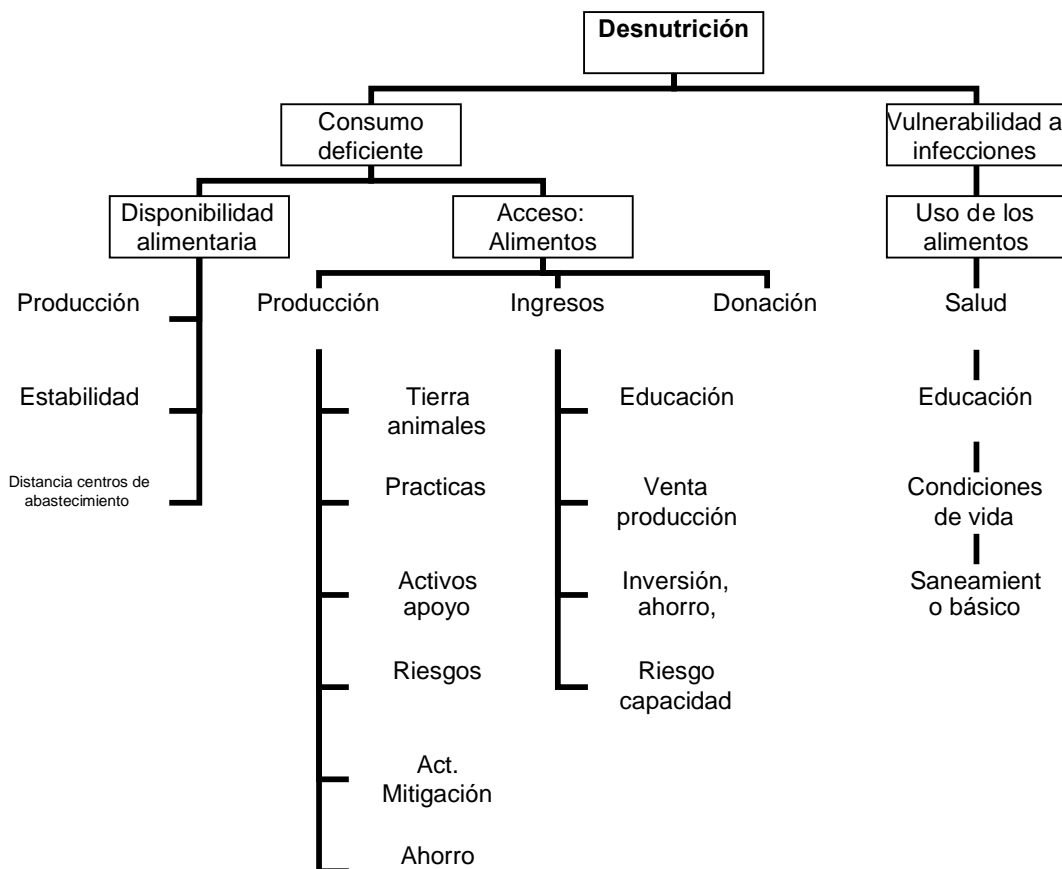 Desnutrición
Consumo
deficiente
Vulnerabilidad a
infecciones
Disponibilidad
alimentaria
Acceso:
Alimentos
Uso de los
alimentos
Producción
Producción
Ingresos
Donación
Salud
Estabilidad
Tierra
animales
Educación
Educación
Distancia centros de
abastecimiento
Practicas
Venta
producción
Condiciones
de vida
Activos
apoyo
Inversión,
ahorro,
Saneamient
o básico
Riesgos
Riesgo
capacidad
Act.
Mitigación
Ahorro